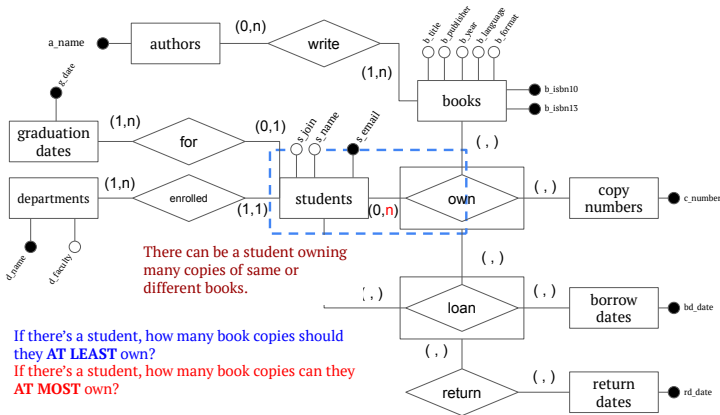 a_name
authors
(0,n)
write
(1,n)
b_title
b_publisher
b_year
b_language
b_format
books
b_isbn10
b_isbn13
( , )
g_date
graduation
dates
(1,n)
for
(0,1)
s_join
s_name
s_email
departments
(1,n)
enrolled
(1,1)
students
(0,n)
own
( , )
copy
numbers
c_number
d_name
d_faculty
There can be a student owning
many copies of same or
different books.
( , )
( , )
loan
( , )
borrow
dates
bd_date
If there's a student, how many book copies should
they AT LEAST own?
If there's a student, how many book copies can they
AT MOST own?
( , )
return
( , )
return
dates
rd_date